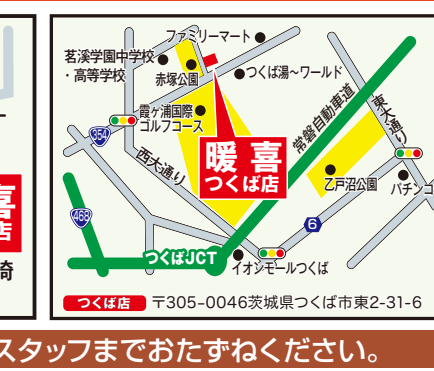 ファミリーマート
茗溪学園中学校
・高等学校
赤塚公園
つくば湯〜ワールド
霞ヶ浦国際
ゴルフコース
354
西大通り
常磐自動車道
東大通り
暖喜
つくば店
乙戸沼公園
パチンコ
468
6
つくばJCT
イオンモールつくば
喜
店
崎
つくば店 〒305-0046茨城県つくば市東2-31-6
スタッフまでおたずねください。